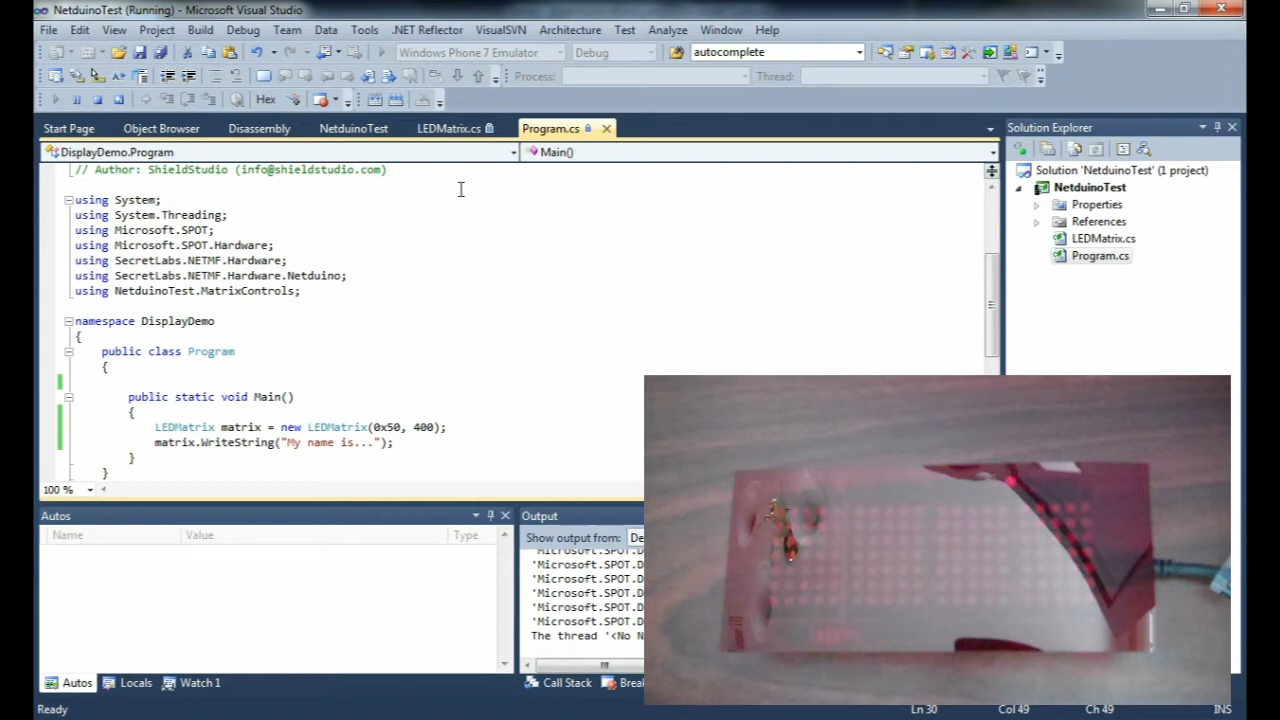 NetduinoTest (Running) - Microsoft Visual Studio
File Edit View Project Build Debug Team Data Tools .NET Reflector VisualSVN Architecture Test Analyze Window Help
Windows Phone 7 Emulator Debug autocomplete
Process: Thread:
Hex
Start Page Object Browser Disassembly NetduinoTest LEDMatrix.cs Program.cs
Solution Explorer
DisplayDemo.Program Main()
// Author: ShieldStudio (info@shieldstudio.com)
using System;
using System.Threading;
using Microsoft.SPOT;
using Microsoft.SPOT.Hardware;
using SecretLabs.NETMF.Hardware;
using SecretLabs.NETMF.Hardware.Netduino;
using NetduinoTest.MatrixControls;
namespace DisplayDemo
{
public class Program
{
public static void Main()
{
LEDMatrix matrix = new LEDMatrix(0x50, 400);
matrix.WriteString("My name is...");
}
}
100 %
Solution 'NetduinoTest' (1 project)
NetduinoTest
Properties
References
LEDMatrix.cs
Program.cs
Autos
Name Value Type
Output
Show output from: De
'Microsoft.SPOT.D
'Microsoft.SPOT.D
'Microsoft.SPOT.D
'Microsoft.SPOT.D
'Microsoft.SPOT.D
'Microsoft.SPOT.D
The thread '<No N
Autos Locals Watch 1
Call Stack Break
Ready Ln 30 Col 49 Ch 49 INS